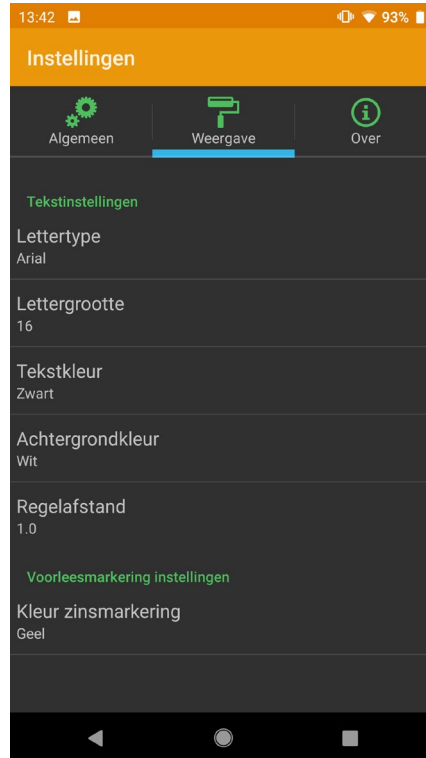 13:42
93%
Instellingen
Algemeen
Weergave
Over
Tekstinstellingen
Lettertype
Arial
Lettergrootte
16
Tekstkleur
Zwart
Achtergrondkleur
Wit
Regelafstand
1.0
Voorleesmarkering instellingen
Kleur zinsmarkering
Geel